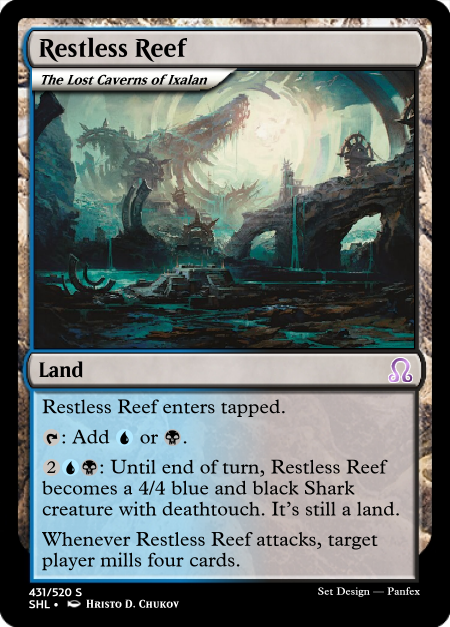 Restless Reef
The Lost Caverns of Ixalan
Land
Restless Reef enters tapped.
: Add or .
2 : Until end of turn, Restless Reef
becomes a 4/4 blue and black Shark
creature with deathtouch. It's still a land.
Whenever Restless Reef attacks, target
player mills four cards.
431/520 S
Set Design — Panfex
SHL • Hristo D. Chukov